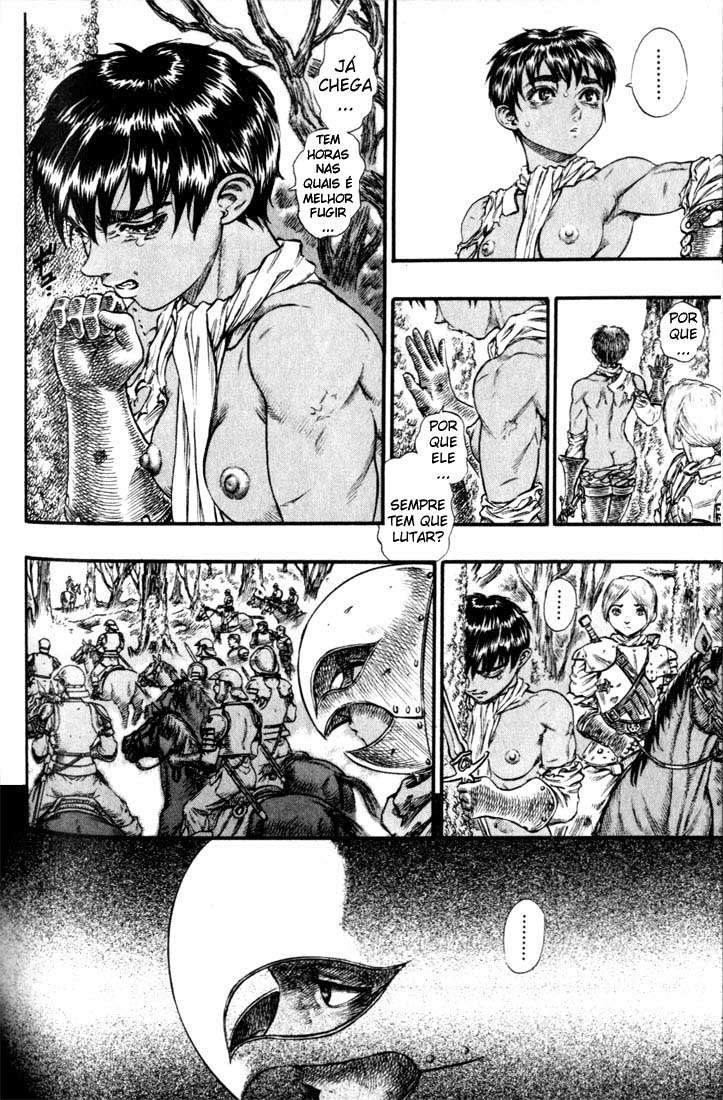 ........
POR
QUE
...
POR
QUE
ELE
...
SEMPRE
TEM QUE
LUTAR?
JÁ
CHEGA
...
TEM
HORAS
NAS
QUAIS É
MELHOR
FUGIR
...
........
........